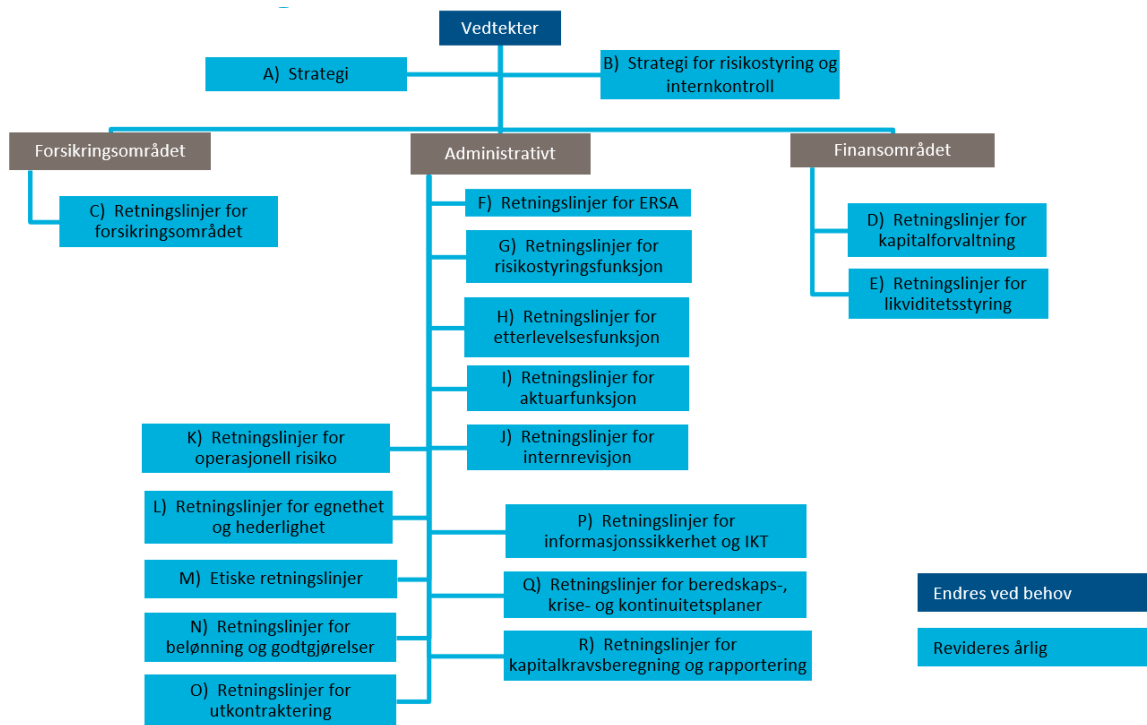 Vedtekter
A) Strategi
B) Strategi for risikostyring og
internkontroll
Forsikringsområdet
Administrativt
Finansområdet
C) Retningslinjer for
forsikringsområdet
F) Retningslinjer for ERSA
G) Retningslinjer for
risikostyringsfunksjon
H) Retningslinjer for
etterlevelsesfunksjon
I) Retningslinjer for
aktuarfunksjon
J) Retningslinjer for
internrevisjon
D) Retningslinjer for
kapitalforvaltning
E) Retningslinjer for
likviditetsstyring
K) Retningslinjer for
operasjonell risiko
L) Retningslinjer for egnethet
og hederlighet
M) Etiske retningslinjer
N) Retningslinjer for
belønning og godtgjørelser
O) Retningslinjer for
utkontraktering
P) Retningslinjer for
informasjonssikkerhet og IKT
Q) Retningslinjer for beredskaps-,
krise- og kontinuitetsplaner
R) Retningslinjer for
kapitalkravsberegning og rapportering
Endres ved behov
Revideres årlig